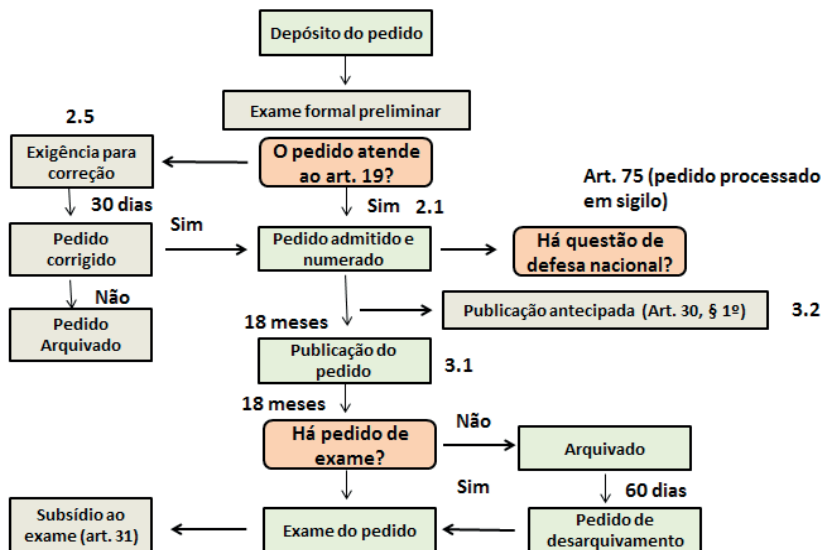 Depósito do pedido
Exame formal preliminar
2.5
Exigência para
correção
O pedido atende
ao art. 19?
Art. 75 (pedido processado
em sigilo)
30 dias
Sim
Sim 2.1
Pedido
corrigido
Pedido admitido e
numerado
Há questão de
defesa nacional?
Não
Pedido
Arquivado
18 meses
Publicação antecipada (Art. 30, § 1º)
3.2
Publicação do
pedido
3.1
18 meses
Há pedido de
exame?
Não
Arquivado
Sim
60 dias
Subsídio ao
exame (art. 31)
Exame do pedido
Pedido de
desarquivamento